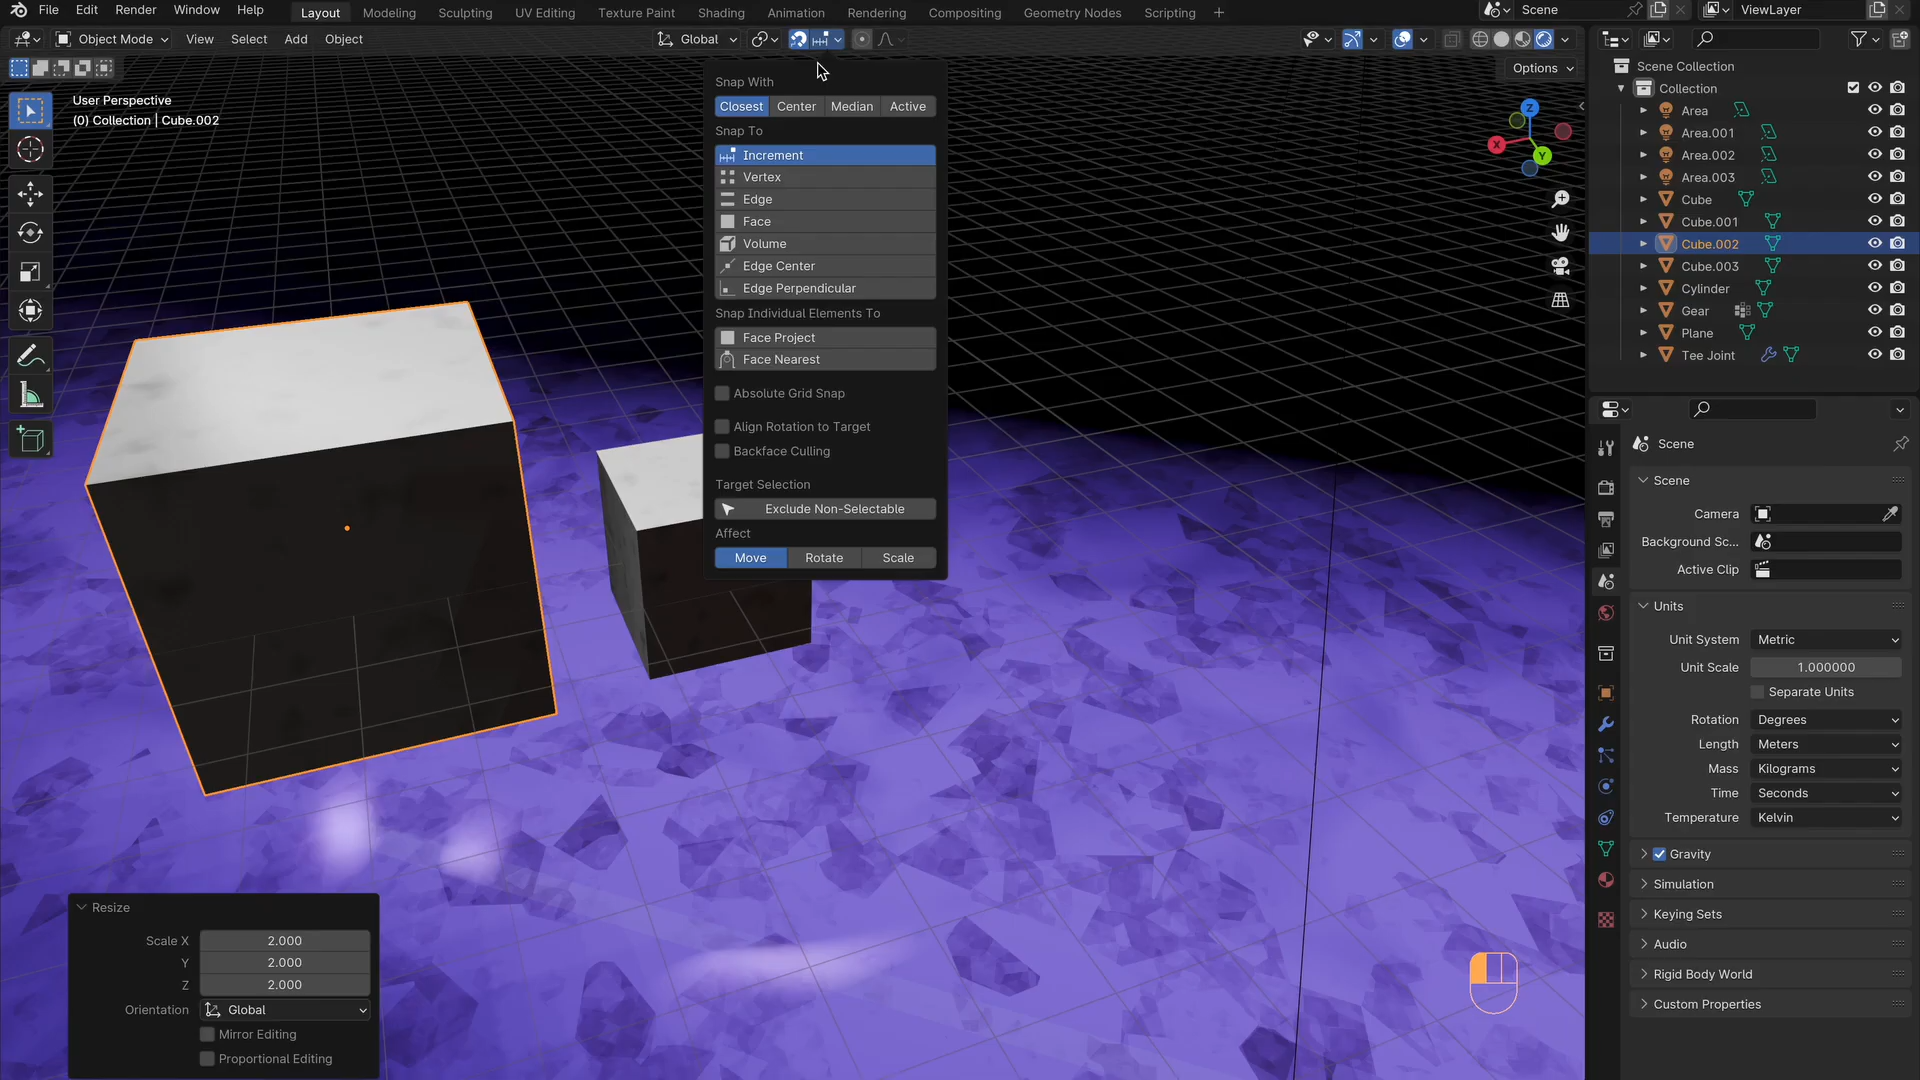 File Edit Render Window Help Layout Modeling Sculpting UV Editing Texture Paint Shading Animation Rendering Compositing Geometry Nodes Scripting + Scene ViewLayer
Object Mode View Select Add Object Global
Options
User Perspective
(0) Collection | Cube.002
Snap With
Closest Center Median Active
Snap To
Increment
Vertex
Edge
Face
Volume
Edge Center
Edge Perpendicular
Snap Individual Elements To
Face Project
Face Nearest
Absolute Grid Snap
Align Rotation to Target
Backface Culling
Target Selection
Exclude Non-Selectable
Affect
Move Rotate Scale
Z
X
Y
Scene Collection
Collection
Area
Area.001
Area.002
Area.003
Cube
Cube.001
Cube.002
Cube.003
Cylinder
Gear
Plane
Tee Joint
Scene
Scene
Camera
Background Sc...
Active Clip
Units
Unit System Metric
Unit Scale 1.000000
Separate Units
Rotation Degrees
Length Meters
Mass Kilograms
Time Seconds
Temperature Kelvin
Gravity
Simulation
Keying Sets
Audio
Rigid Body World
Custom Properties
Resize
Scale X 2.000
Y 2.000
Z 2.000
Orientation Global
Mirror Editing
Proportional Editing